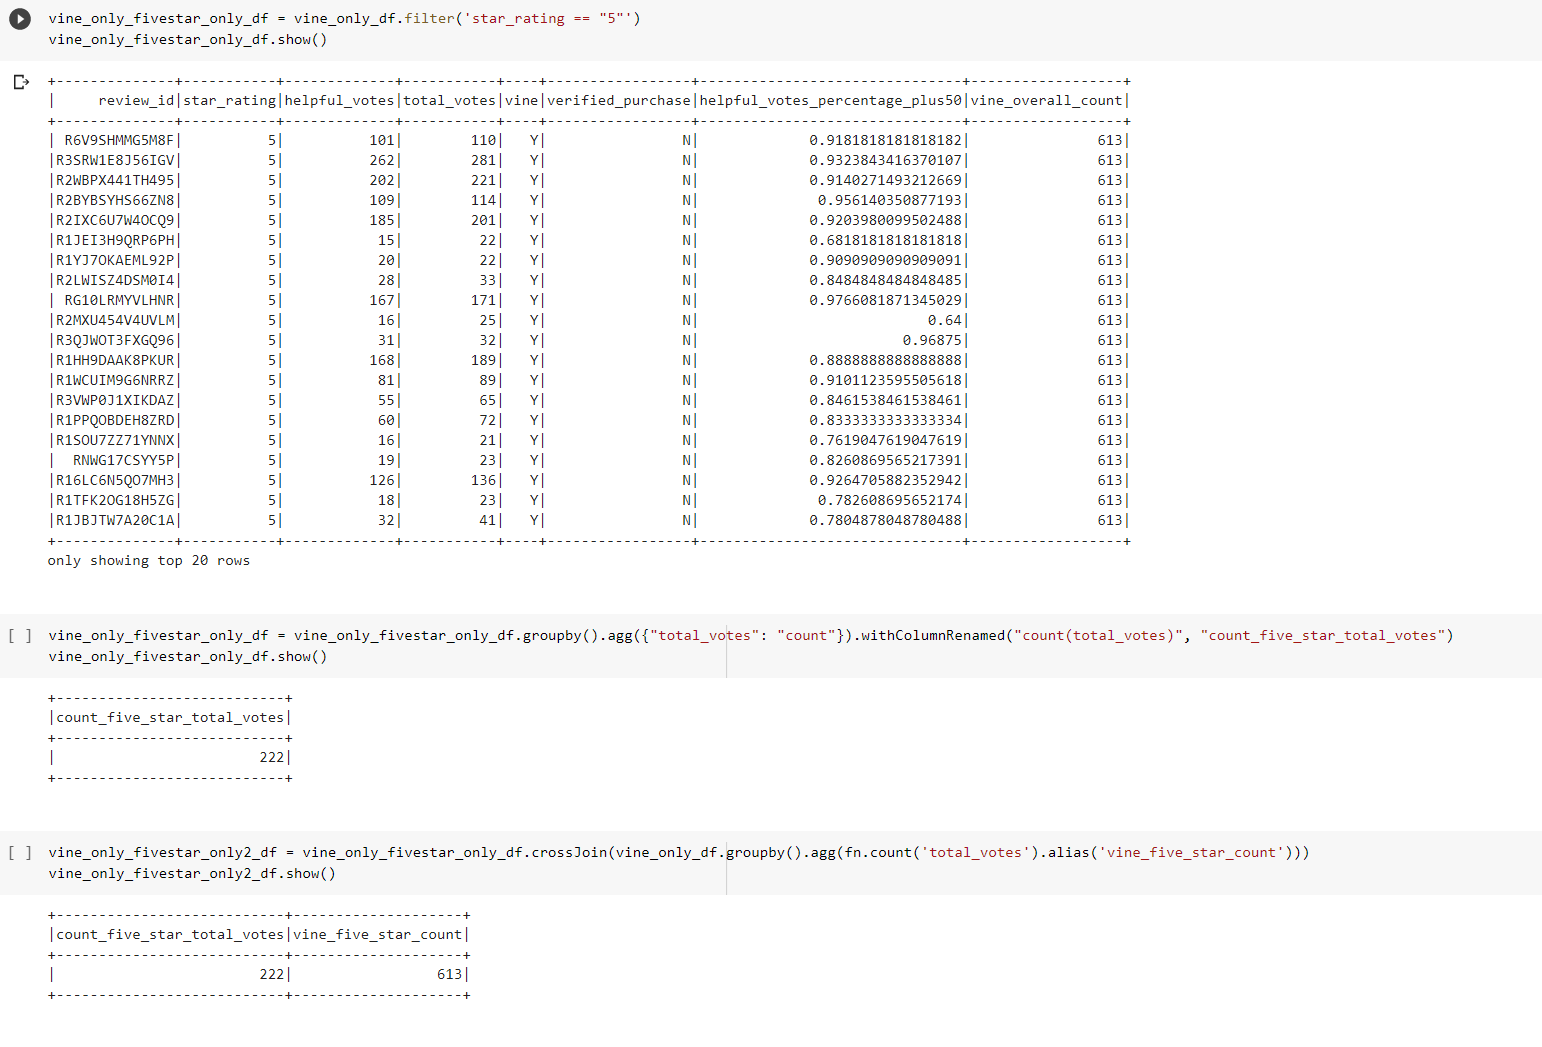 vine_only_fivestar_only_df = vine_only_df.filter('star_rating == "5"')
vine_only_fivestar_only_df.show()
+--------------+-----------+-------------+-----------+----+-----------------+-------------------------------+------------------+
|     review_id|star_rating|helpful_votes|total_votes|vine|verified_purchase|helpful_votes_percentage_plus50|vine_overall_count|
+--------------+-----------+-------------+-----------+----+-----------------+-------------------------------+------------------+
| R6V9SHMMG5M8F|          5|          101|        110|   Y|                N|             0.9181818181818182|               613|
|R3SRW1E8J56IGV|          5|          262|        281|   Y|                N|             0.9323843416370107|               613|
|R2WBPX441TH495|          5|          202|        221|   Y|                N|             0.9140271493212669|               613|
|R2BYBSYHS66ZN8|          5|          109|        114|   Y|                N|              0.956140350877193|               613|
|R2IXC6U7W4OCQ9|          5|          185|        201|   Y|                N|             0.9203980099502488|               613|
|R1JEI3H9QRP6PH|          5|           15|         22|   Y|                N|             0.6818181818181818|               613|
|R1YJ7OKAEML92P|          5|           20|         22|   Y|                N|             0.9090909090909091|               613|
|R2LWISZ4DSM0I4|          5|           28|         33|   Y|                N|             0.8484848484848485|               613|
| RG10LRMYVLHNR|          5|          167|        171|   Y|                N|             0.9766081871345029|               613|
|R2MXU454V4UVLM|          5|           16|         25|   Y|                N|                           0.64|               613|
|R3QJWOT3FXGQ96|          5|           31|         32|   Y|                N|                        0.96875|               613|
|R1HH9DAAK8PKUR|          5|          168|        189|   Y|                N|             0.8888888888888888|               613|
|R1WCUIM9G6NRRZ|          5|           81|         89|   Y|                N|             0.9101123595505618|               613|
|R3VWP0J1XIKDAZ|          5|           55|         65|   Y|                N|             0.8461538461538461|               613|
|R1PPQOBDEH8ZRD|          5|           60|         72|   Y|                N|             0.8333333333333334|               613|
|R1SOU7ZZ71YNNX|          5|           16|         21|   Y|                N|             0.7619047619047619|               613|
|  RNWG17CSYY5P|          5|           19|         23|   Y|                N|             0.8260869565217391|               613|
|R16LC6N5QO7MH3|          5|          126|        136|   Y|                N|             0.9264705882352942|               613|
|R1TFK2OG18H5ZG|          5|           18|         23|   Y|                N|              0.782608695652174|               613|
|R1JBJTW7A20C1A|          5|           32|         41|   Y|                N|             0.7804878048780488|               613|
+--------------+-----------+-------------+-----------+----+-----------------+-------------------------------+------------------+
only showing top 20 rows
[ ] vine_only_fivestar_only_df = vine_only_fivestar_only_df.groupby().agg({"total_votes": "count"}).withColumnRenamed("count(total_votes)", "count_five_star_total_votes")
vine_only_fivestar_only_df.show()
+---------------------------+
|count_five_star_total_votes|
+---------------------------+
|                        222|
+---------------------------+
[ ] vine_only_fivestar_only2_df = vine_only_fivestar_only_df.crossJoin(vine_only_df.groupby().agg(fn.count('total_votes').alias('vine_five_star_count')))
vine_only_fivestar_only2_df.show()
+---------------------------+--------------------+
|count_five_star_total_votes|vine_five_star_count|
+---------------------------+--------------------+
|                        222|                 613|
+---------------------------+--------------------+